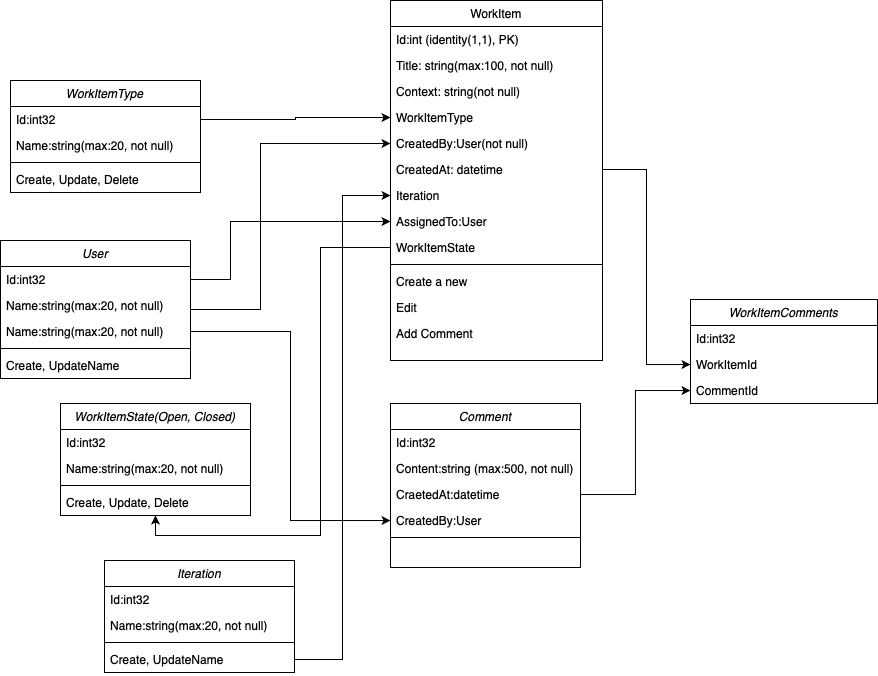 WorkItem
Id:int (identity(1,1), PK)
Title: string(max:100, not null)
Context: string(not null)
WorkItemType
CreatedBy:User(not null)
CreatedAt: datetime
Iteration
AssignedTo:User
WorkItemState
Create a new
Edit
Add Comment
WorkItemType
Id:int32
Name:string(max:20, not null)
Create, Update, Delete
User
Id:int32
Name:string(max:20, not null)
Name:string(max:20, not null)
Create, UpdateName
WorkItemComments
Id:int32
WorkItemId
CommentId
WorkItemState(Open, Closed)
Id:int32
Name:string(max:20, not null)
Create, Update, Delete
Comment
Id:int32
Content:string (max:500, not null)
CraetedAt:datetime
CreatedBy:User
Iteration
Id:int32
Name:string(max:20, not null)
Create, UpdateName